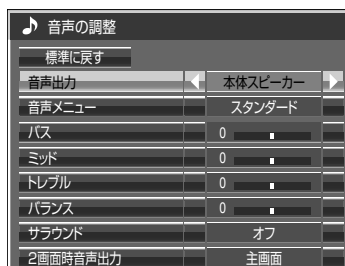 音声の調整
標準に戻す
音声出力 本体スピーカー
音声メニュー スタンダード
バス 0
ミッド 0
トレブル 0
バランス 0
サラウンド オフ
2画面時音声出力 主画面